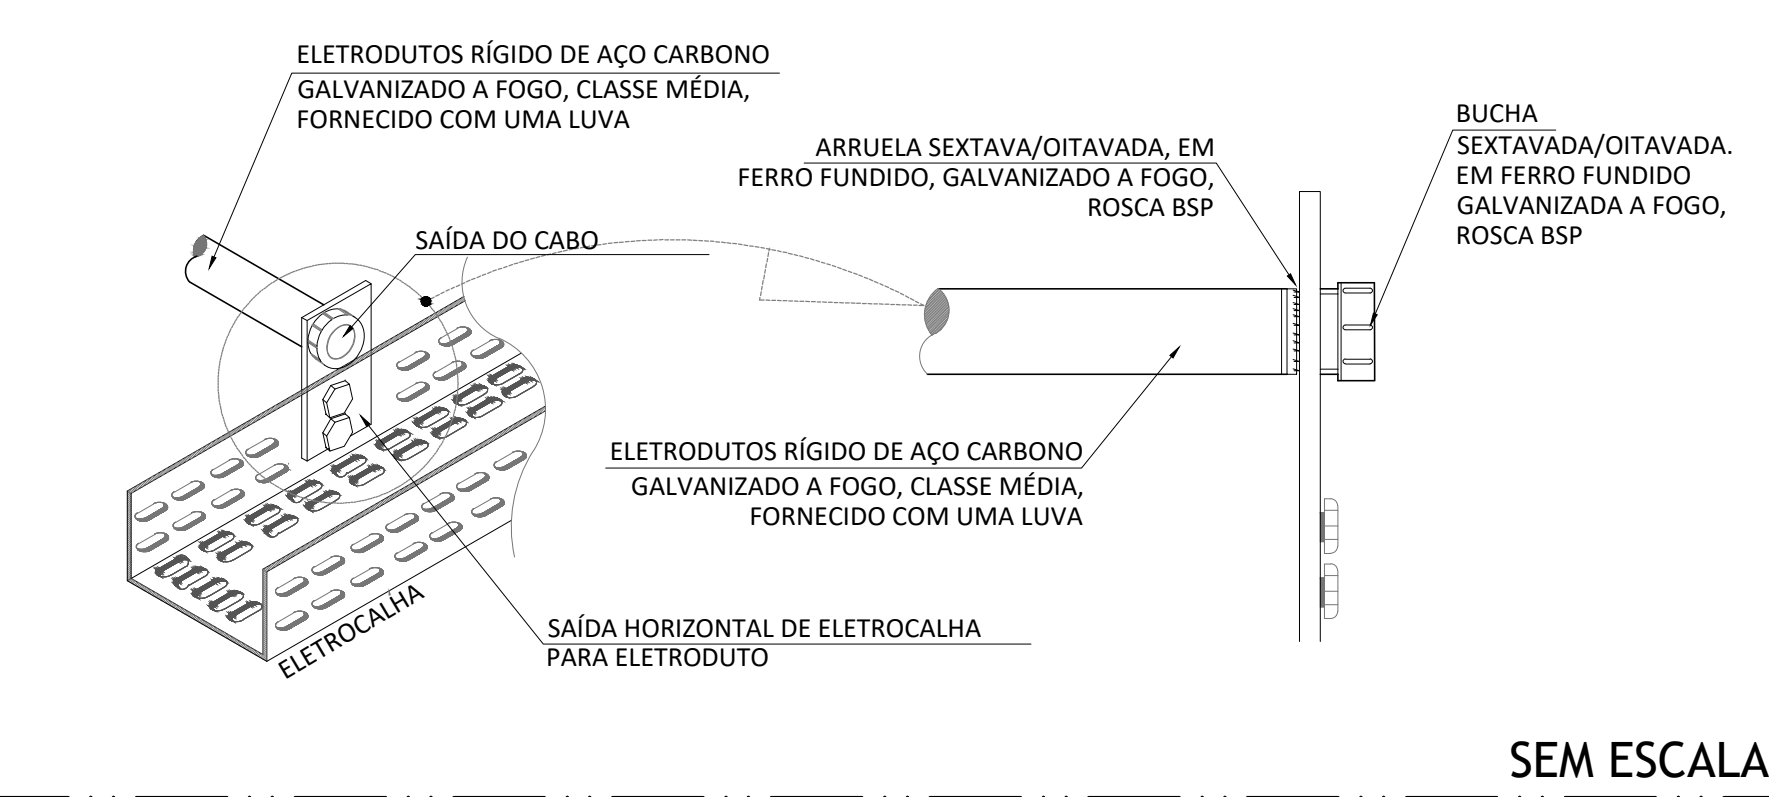 ELETRODUTOS RÍGIDO DE AÇO CARBONO
GALVANIZADO A FOGO, CLASSE MÉDIA,
FORNECIDO COM UMA LUVA
SAÍDA DO CABO
ARRUELA SEXTAVA/OITAVADA, EM
FERRO FUNDIDO, GALVANIZADO A FOGO,
ROSCA BSP
BUCHA
SEXTAVADA/OITAVADA.
EM FERRO FUNDIDO
GALVANIZADA A FOGO,
ROSCA BSP
ELETRODUTOS RÍGIDO DE AÇO CARBONO
GALVANIZADO A FOGO, CLASSE MÉDIA,
FORNECIDO COM UMA LUVA
ELETROCALHA
SAÍDA HORIZONTAL DE ELETROCALHA
PARA ELETRODUTO
SEM ESCALA